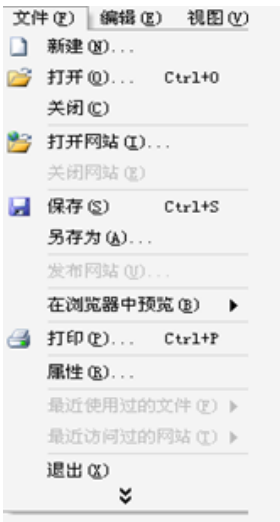 文件(F) 编辑(E) 视图(V)
新建(N)...
打开(O)... Ctrl+O
关闭(C)
打开网站(I)...
关闭网站(E)
保存(S) Ctrl+S
另存为(A)...
发布网站(U)...
在浏览器中预览(B)
打印(P)... Ctrl+P
属性(R)...
最近使用过的文件(F)
最近访问过的网站(T)
退出(X)